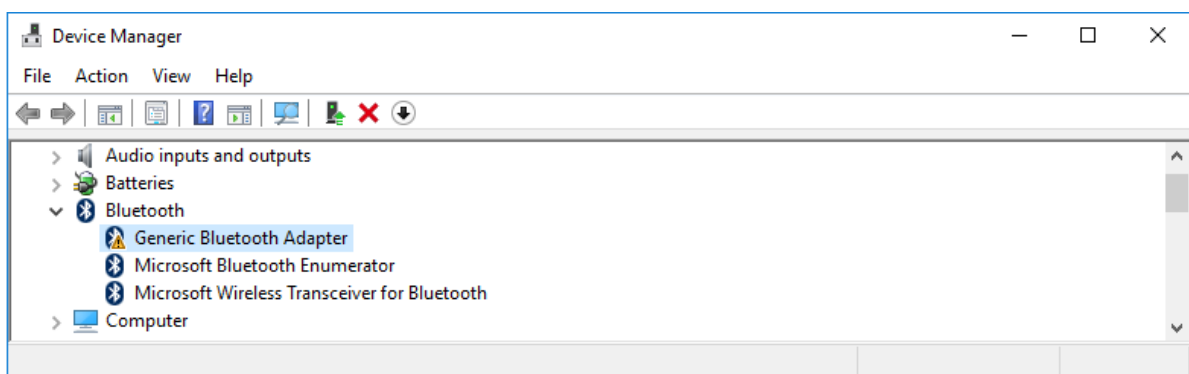 Device Manager
File Action View Help
Audio inputs and outputs
Batteries
Bluetooth
Generic Bluetooth Adapter
Microsoft Bluetooth Enumerator
Microsoft Wireless Transceiver for Bluetooth
Computer